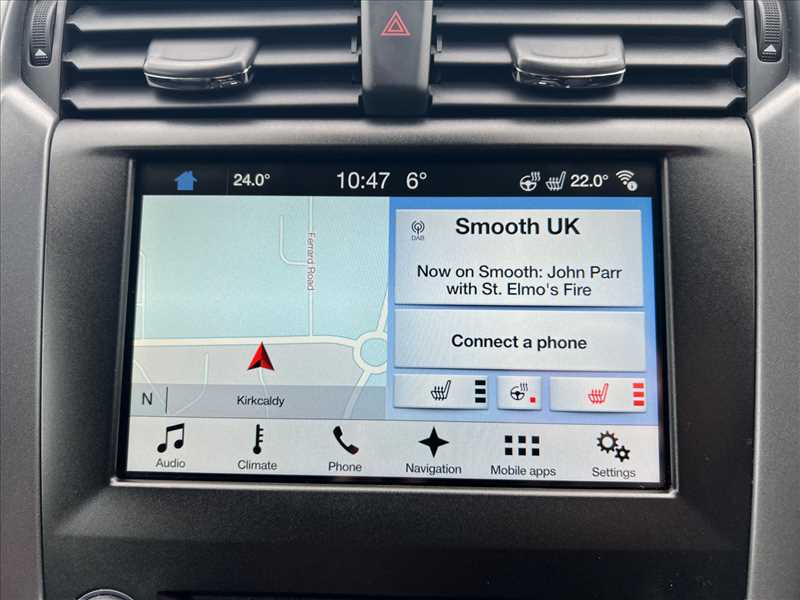 24.0°
10:47 6°
22.0°
Ferrard Road
DAB
Smooth UK
Now on Smooth: John Parr
with St. Elmo's Fire
Connect a phone
N
Kirkcaldy
Audio
Climate
Phone
Navigation
Mobile apps
Settings